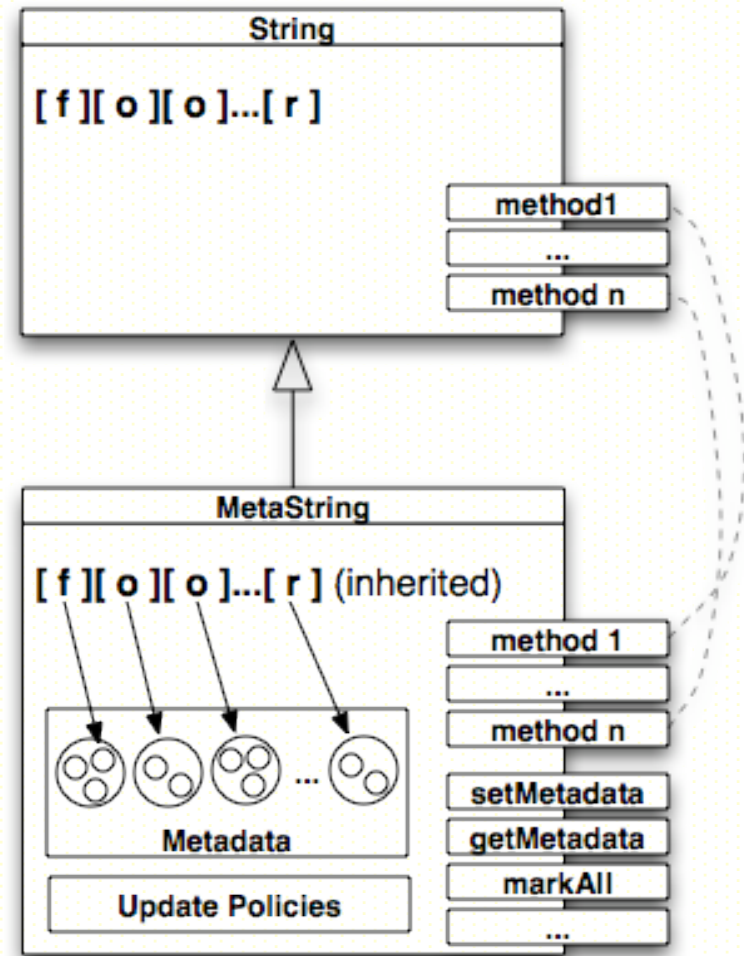 String
[ f ][ o ][ o ]...[ r ]
method1
...
method n
MetaString
[ f ][ o ][ o ]...[ r ] (inherited)
method 1
...
method n
...
Metadata
setMetadata
getMetadata
markAll
...
Update Policies